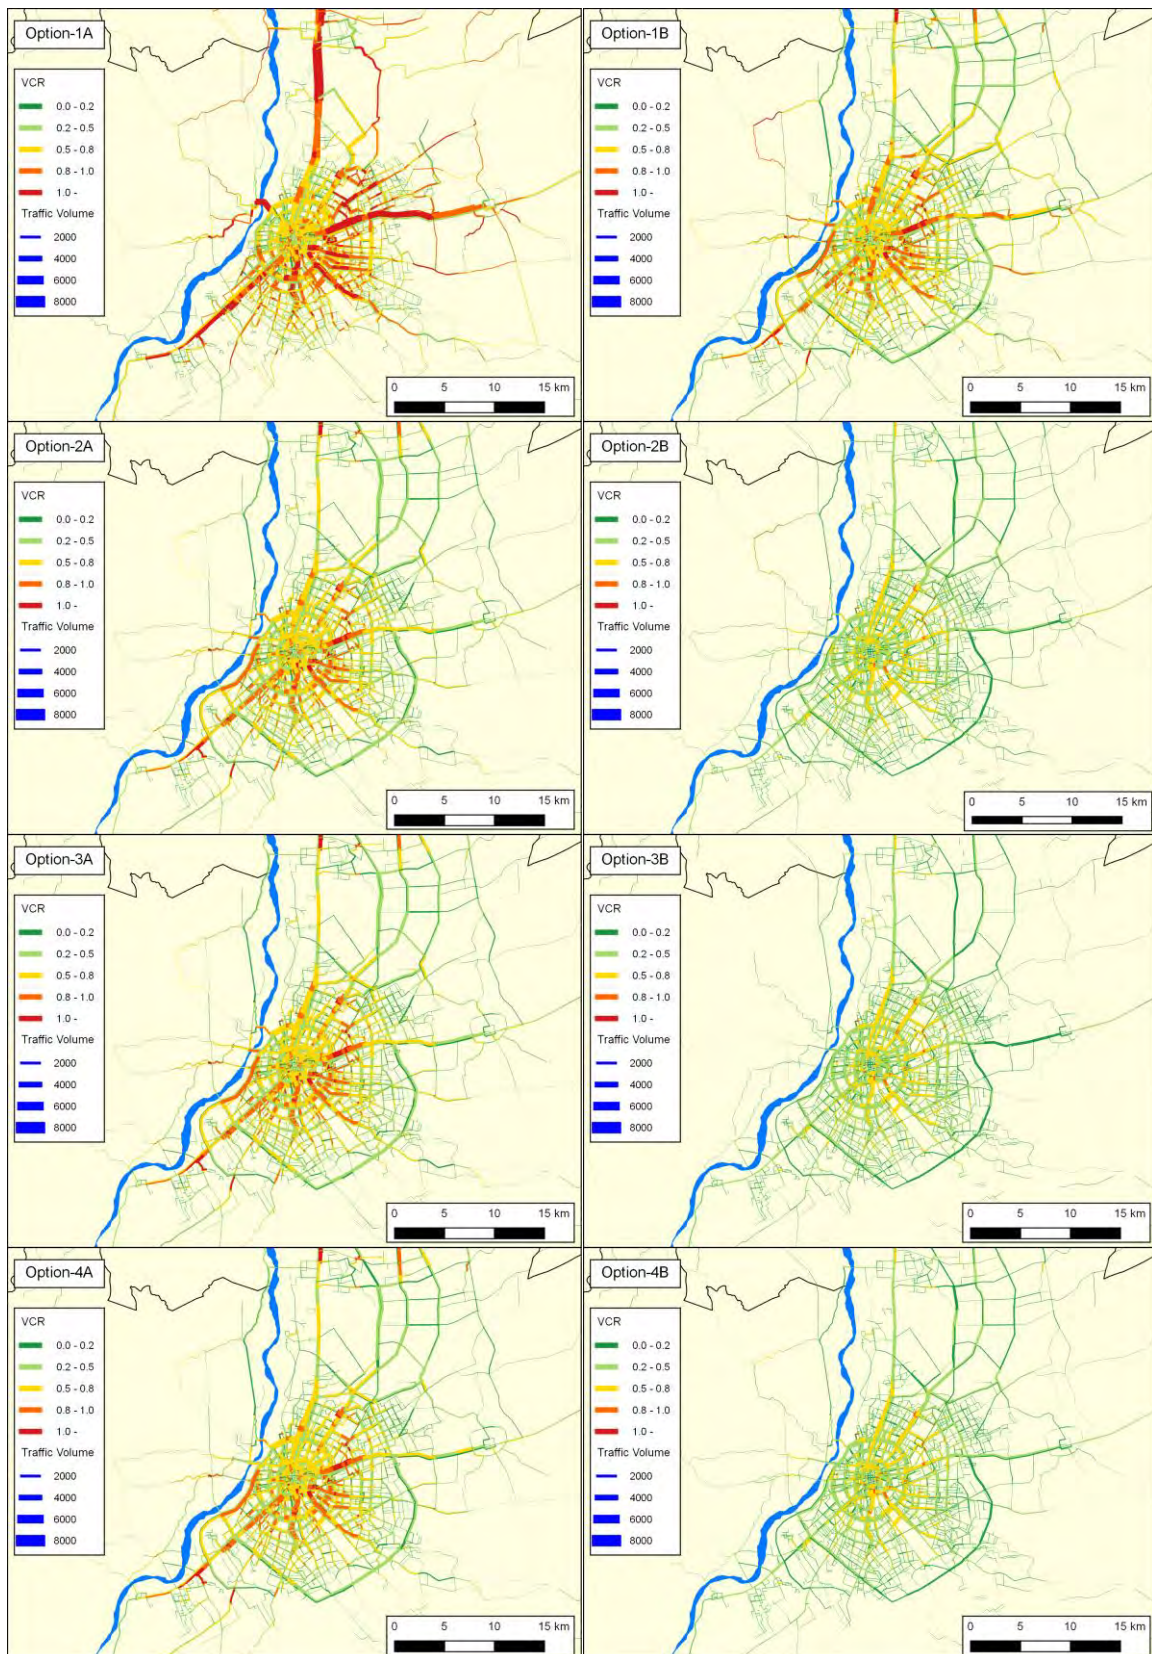 Option-1A
VCR
0.0 - 0.2
0.2 - 0.5
0.5 - 0.8
0.8 - 1.0
1.0 -
Traffic Volume
2000
4000
6000
8000
0 5 10 15 km
Option-1B
VCR
0.0 - 0.2
0.2 - 0.5
0.5 - 0.8
0.8 - 1.0
1.0 -
Traffic Volume
2000
4000
6000
8000
0 5 10 15 km
Option-2A
VCR
0.0 - 0.2
0.2 - 0.5
0.5 - 0.8
0.8 - 1.0
1.0 -
Traffic Volume
2000
4000
6000
8000
0 5 10 15 km
Option-2B
VCR
0.0 - 0.2
0.2 - 0.5
0.5 - 0.8
0.8 - 1.0
1.0 -
Traffic Volume
2000
4000
6000
8000
0 5 10 15 km
Option-3A
VCR
0.0 - 0.2
0.2 - 0.5
0.5 - 0.8
0.8 - 1.0
1.0 -
Traffic Volume
2000
4000
6000
8000
0 5 10 15 km
Option-3B
VCR
0.0 - 0.2
0.2 - 0.5
0.5 - 0.8
0.8 - 1.0
1.0 -
Traffic Volume
2000
4000
6000
8000
0 5 10 15 km
Option-4A
VCR
0.0 - 0.2
0.2 - 0.5
0.5 - 0.8
0.8 - 1.0
1.0 -
Traffic Volume
2000
4000
6000
8000
0 5 10 15 km
Option-4B
VCR
0.0 - 0.2
0.2 - 0.5
0.5 - 0.8
0.8 - 1.0
1.0 -
Traffic Volume
2000
4000
6000
8000
0 5 10 15 km